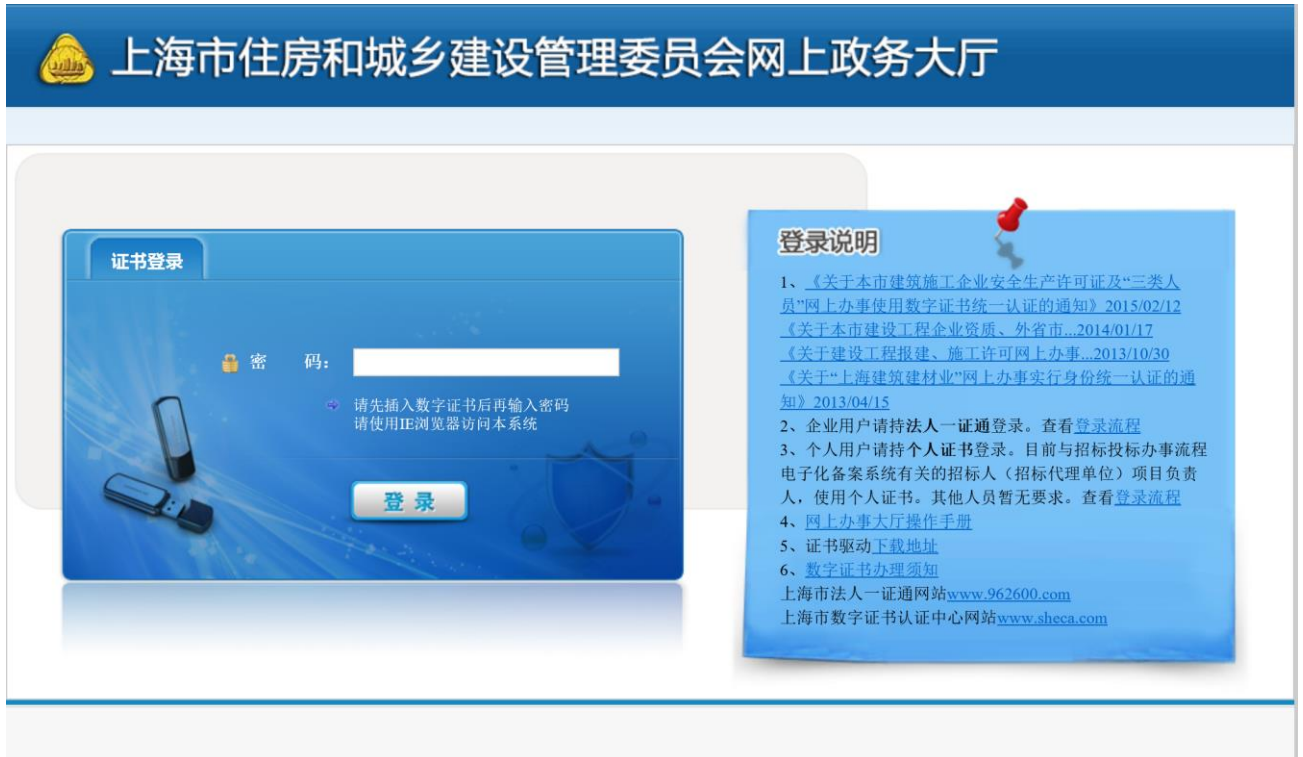 上海市住房和城乡建设管理委员会网上政务大厅
证书登录
密 码：
请先插入数字证书后再输入密码
请使用IE浏览器访问本系统
登 录
登录说明
1、《关于本市建筑施工企业安全生产许可证及“三类人
员”网上办事使用数字证书统一认证的通知》2015/02/12
《关于本市建设工程企业资质、外省市...2014/01/17
《关于建设工程报建、施工许可网上办事...2013/10/30
《关于“上海建筑建材业”网上办事实行身份统一认证的通
知》2013/04/15
2、企业用户请持法人一证通登录。查看登录流程
3、个人用户请持个人证书登录。目前与招标投标办事流程
电子化备案系统有关的招标人（招标代理单位）项目负责
人，使用个人证书。其他人员暂无要求。查看登录流程
4、网上办事大厅操作手册
5、证书驱动下载地址
6、数字证书办理须知
上海市法人一证通网站www.962600.com
上海市数字证书认证中心网站www.sheca.com